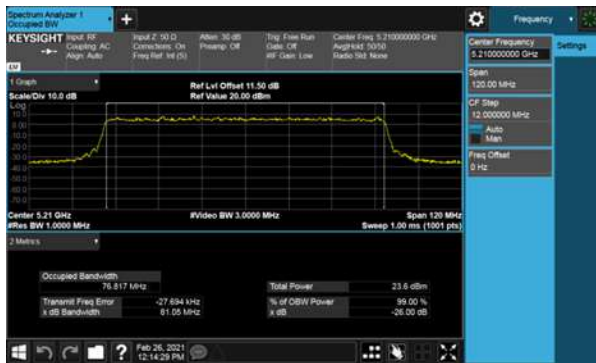 Spectrum Analyzer 1
Occupied BW
Frequency
KEYSIGHT
Input: RF
Coupling: AC
Align: Auto
Input Z: 50 Ω
Corrections: On
Freq Ref: Int (S)
Atten: 30 dB
Preamp: Off
Trig: Free Run
Gate: Off
#IF Gain: Low
Center Freq: 5.210000000 GHz
Avg|Hold: 50/50
Radio Std: None
Center Frequency
5.210000000 GHz
Settings
Span
120.00 MHz
CF Step
12.000000 MHz
Auto
Man
Freq Offset
0 Hz
1 Graph
Scale/Div 10.0 dB
Ref Lvl Offset 11.50 dB
Ref Value 20.00 dBm
Log
10.0
0.00
-10.0
-20.0
-30.0
-40.0
-50.0
-60.0
-70.0
Center 5.21 GHz
#Res BW 1.0000 MHz
#Video BW 3.0000 MHz
Span 120 MHz
Sweep 1.00 ms (1001 pts)
2 Metrics
Occupied Bandwidth
76.817 MHz
Total Power
23.6 dBm
Transmit Freq Error
-27.694 kHz
% of OBW Power
99.00 %
x dB Bandwidth
81.05 MHz
x dB
-26.00 dB
Feb 26, 2021
12:14:29 PM